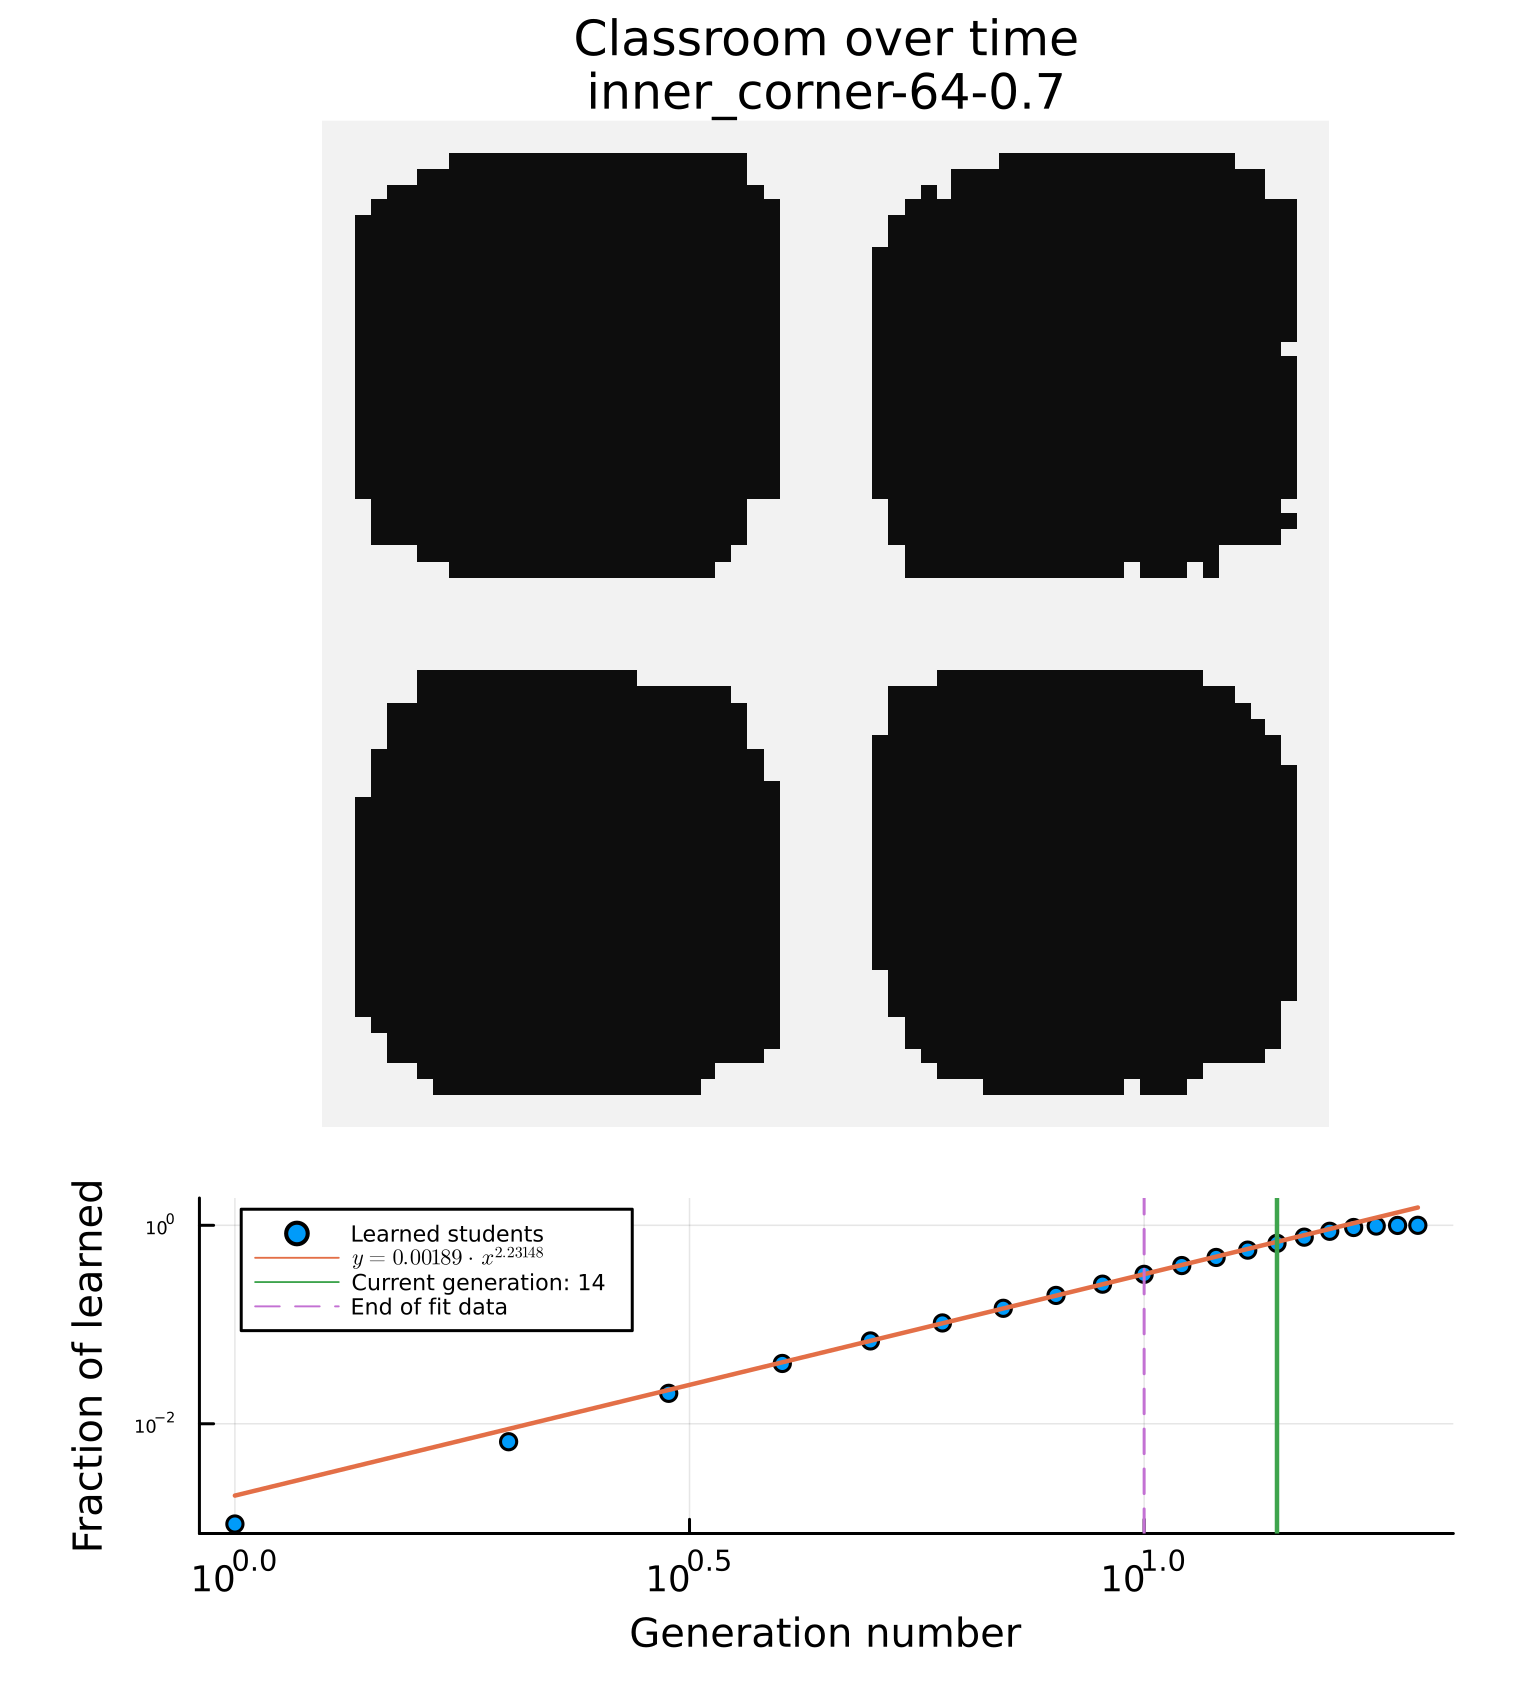 Classroom over time
inner_corner-64-0.7
Fraction of learned
10^0
10^-2
Learned students
y = 0.00189 · x^2.23148
Current generation: 14
End of fit data
10^0.0 10^0.5 10^1.0
Generation number